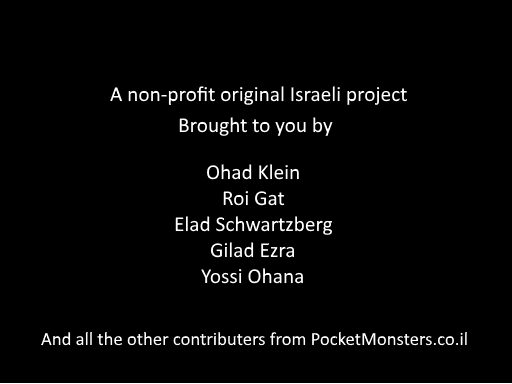 A non-profit original Israeli project
Brought to you by
Ohad Klein
Roi Gat
Elad Schwartzberg
Gilad Ezra
Yossi Ohana
And all the other contributers from PocketMonsters.co.il